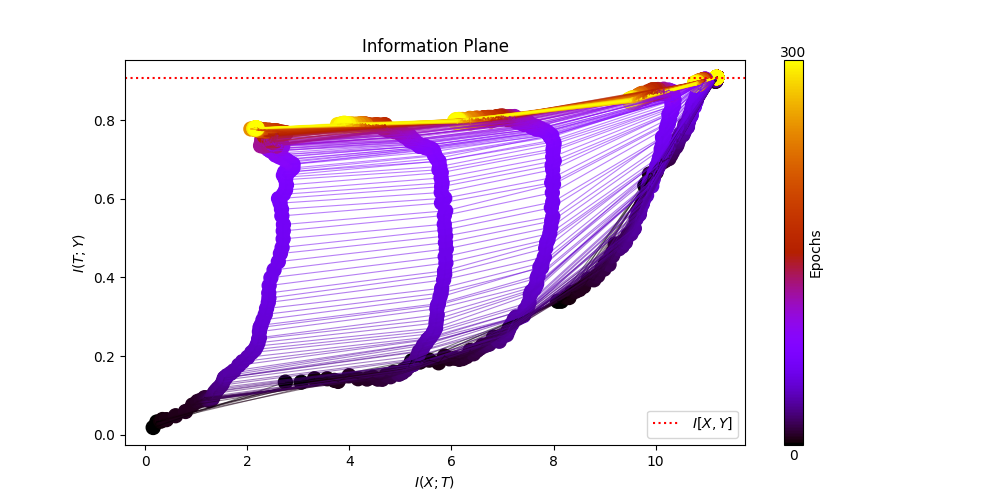 Information Plane
300
0.8
0.6
0.4
0.2
0.0
I(T; Y)
Epochs
I[X, Y]
0
0 2 4 6 8 10
I(X; T)